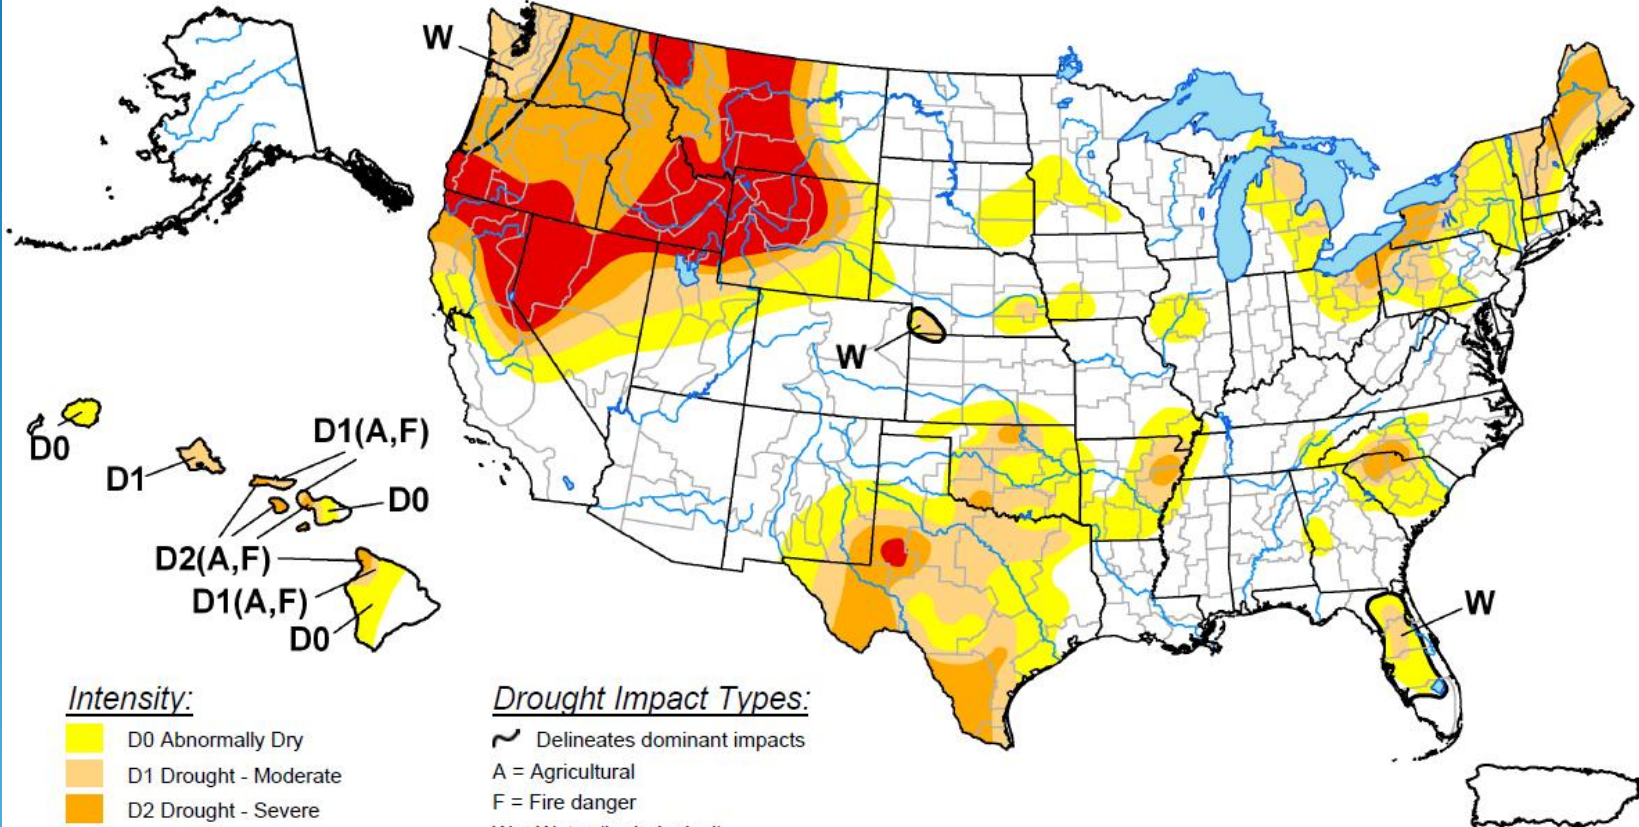 W
W
D0
D1(A,F)
D1
D0
D2(A,F)
D1(A,F)
D0
W
Intensity:
D0 Abnormally Dry
D1 Drought - Moderate
D2 Drought - Severe
Drought Impact Types:
Delineates dominant impacts
A = Agricultural
F = Fire danger